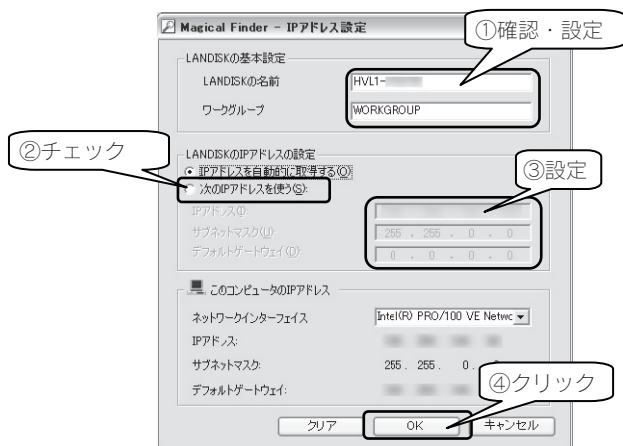 Magical Finder - IPアドレス設定
①確認・設定
LANDISKの基本設定
LANDISKの名前
HVL1-
ワークグループ
WORKGROUP
②チェック
LANDISKのIPアドレスの設定
IPアドレスを自動的に取得する(O)
次のIPアドレスを使う(S):
③設定
IPアドレス(I):
サブネットマスク(U):
255 . 255 . 0 . 0
デフォルトゲートウェイ(D):
0 . 0 . 0 . 0
このコンピュータのIPアドレス
ネットワークインターフェイス
Intel(R) PRO/100 VE Netwc
IPアドレス:
サブネットマスク:
255 . 255 . 0 .
デフォルトゲートウェイ:
④クリック
クリア
OK
キャンセル